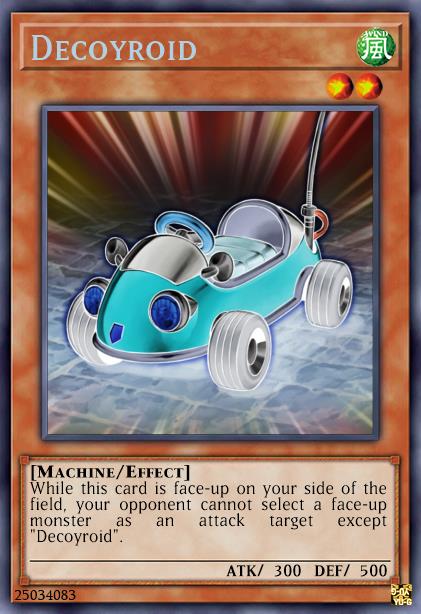 Decoyroid
WIND
風
[Machine/Effect]
While this card is face-up on your side of the
field, your opponent cannot select a face-up
monster as an attack target except
"Decoyroid".
ATK/ 300 DEF/ 500
25034083